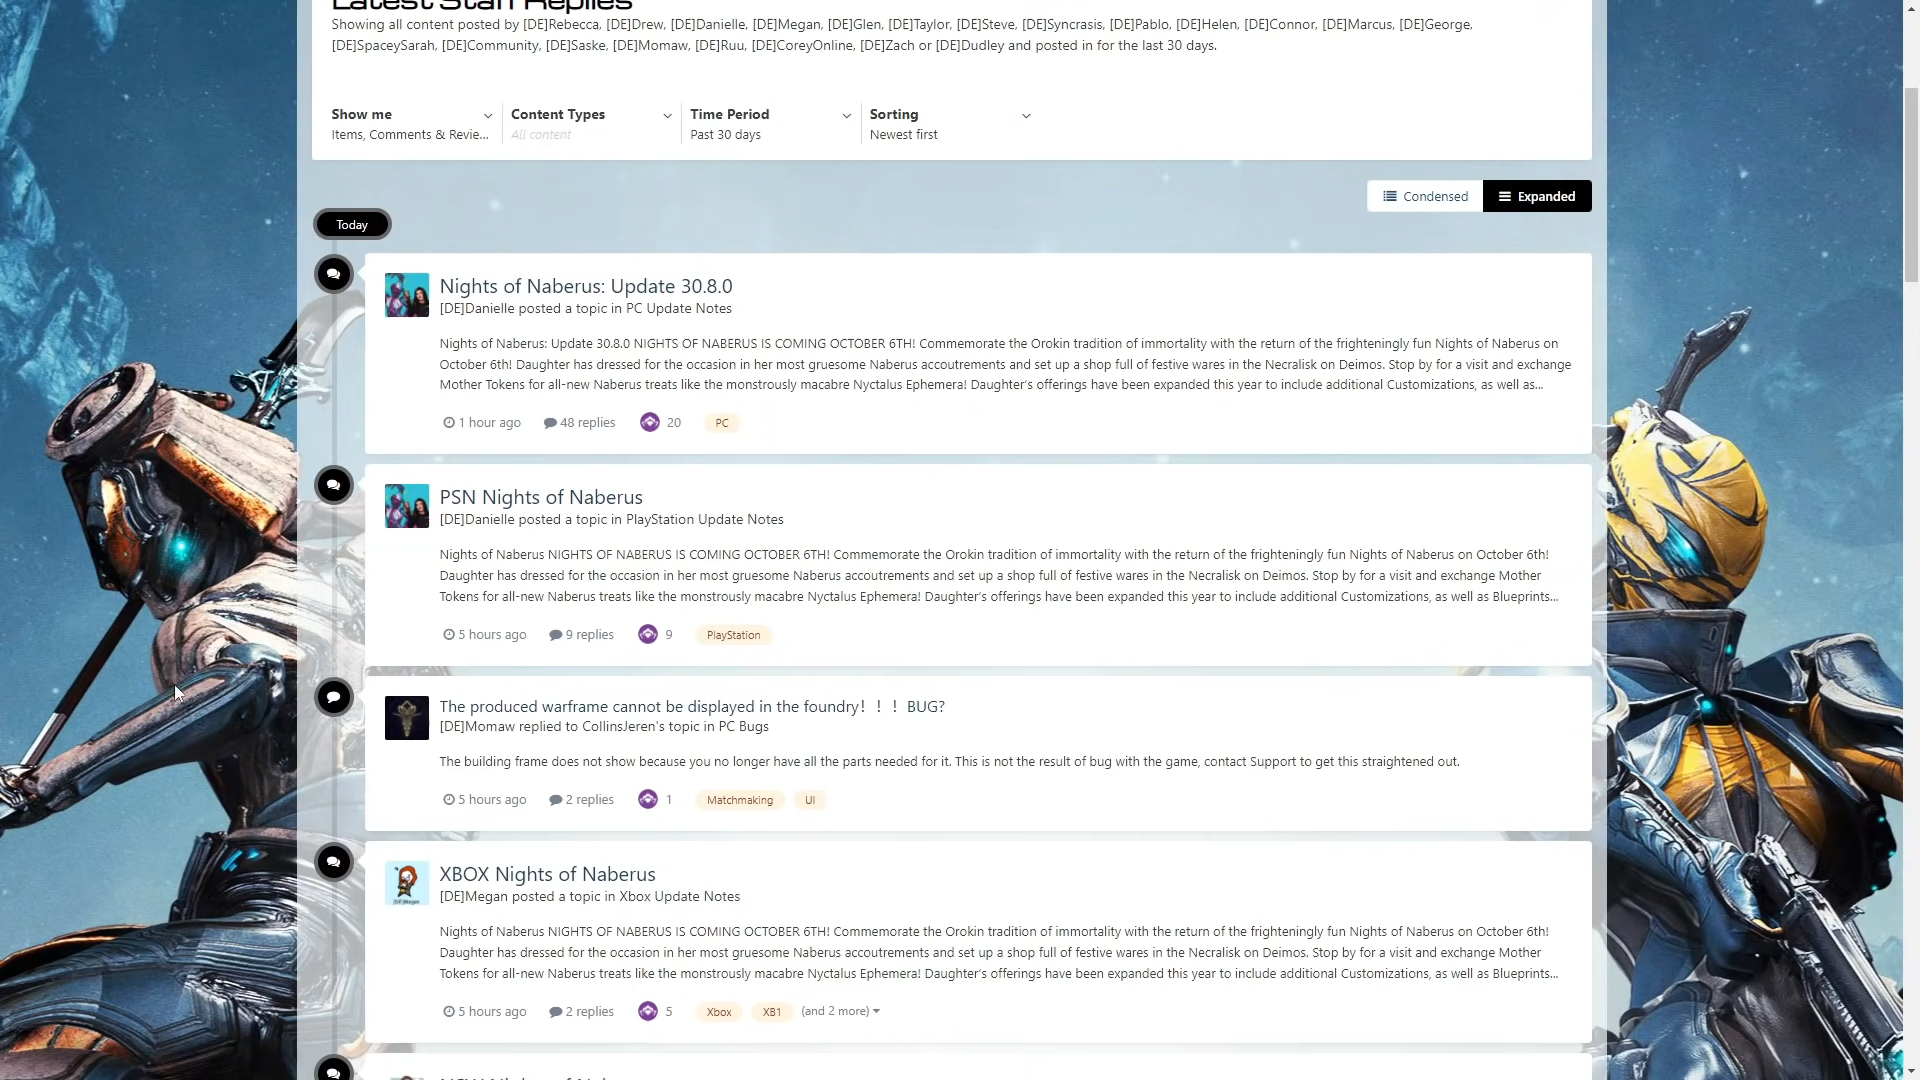 Latest Staff Replies
Showing all content posted by [DE]Rebecca, [DE]Drew, [DE]Danielle, [DE]Megan, [DE]Glen, [DE]Taylor, [DE]Steve, [DE]Syncrasis, [DE]Pablo, [DE]Helen, [DE]Connor, [DE]Marcus, [DE]George,
[DE]SpaceySarah, [DE]Community, [DE]Saske, [DE]Momaw, [DE]Ruu, [DE]CoreyOnline, [DE]Zach or [DE]Dudley and posted in for the last 30 days.
Show me Content Types Time Period Sorting
Items, Comments & Revie... All content Past 30 days Newest first
Condensed Expanded
Today
Nights of Naberus: Update 30.8.0
[DE]Danielle posted a topic in PC Update Notes
Nights of Naberus: Update 30.8.0 NIGHTS OF NABERUS IS COMING OCTOBER 6TH! Commemorate the Orokin tradition of immortality with the return of the frighteningly fun Nights of Naberus on
October 6th! Daughter has dressed for the occasion in her most gruesome Naberus accoutrements and set up a shop full of festive wares in the Necralisk on Deimos. Stop by for a visit and exchange
Mother Tokens for all-new Naberus treats like the monstrously macabre Nyctalus Ephemera! Daughter’s offerings have been expanded this year to include additional Customizations, as well as...
1 hour ago 48 replies 20 PC
PSN Nights of Naberus
[DE]Danielle posted a topic in PlayStation Update Notes
Nights of Naberus NIGHTS OF NABERUS IS COMING OCTOBER 6TH! Commemorate the Orokin tradition of immortality with the return of the frighteningly fun Nights of Naberus on October 6th!
Daughter has dressed for the occasion in her most gruesome Naberus accoutrements and set up a shop full of festive wares in the Necralisk on Deimos. Stop by for a visit and exchange Mother
Tokens for all-new Naberus treats like the monstrously macabre Nyctalus Ephemera! Daughter’s offerings have been expanded this year to include additional Customizations, as well as Blueprints...
5 hours ago 9 replies 9 PlayStation
The produced warframe cannot be displayed in the foundry！！！BUG?
[DE]Momaw replied to CollinsJeren's topic in PC Bugs
The building frame does not show because you no longer have all the parts needed for it. This is not the result of bug with the game, contact Support to get this straightened out.
5 hours ago 2 replies 1 Matchmaking UI
XBOX Nights of Naberus
[DE]Megan posted a topic in Xbox Update Notes
Nights of Naberus NIGHTS OF NABERUS IS COMING OCTOBER 6TH! Commemorate the Orokin tradition of immortality with the return of the frighteningly fun Nights of Naberus on October 6th!
Daughter has dressed for the occasion in her most gruesome Naberus accoutrements and set up a shop full of festive wares in the Necralisk on Deimos. Stop by for a visit and exchange Mother
Tokens for all-new Naberus treats like the monstrously macabre Nyctalus Ephemera! Daughter’s offerings have been expanded this year to include additional Customizations, as well as Blueprints...
5 hours ago 2 replies 5 Xbox XB1 (and 2 more)